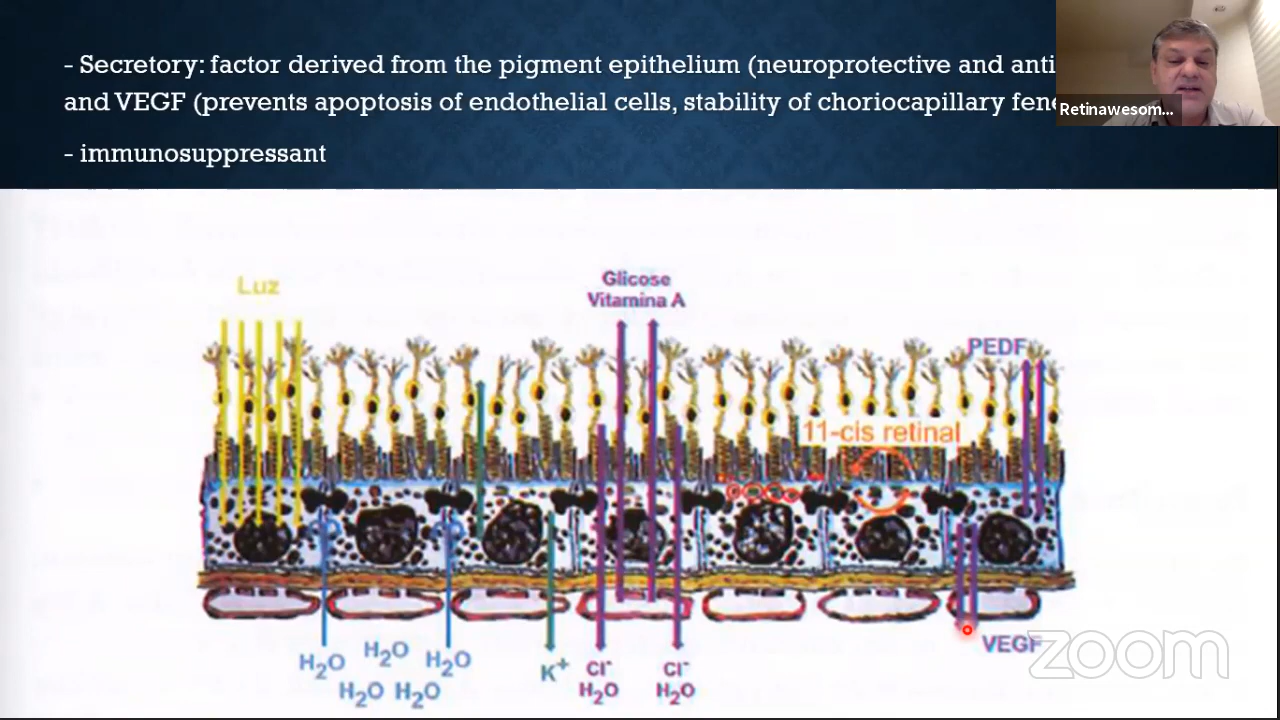 - Secretory: factor derived from the pigment epithelium (neuroprotective and anti
and VEGF (prevents apoptosis of endothelial cells, stability of choriocapillary fene
Retinawesom...
- immunosuppressant
Luz
Glicose
Vitamina A
PEDF
11-cis retinal
H₂O H₂O H₂O
H₂O H₂O
K⁺
Cl⁻
H₂O
Cl⁻
H₂O
VEGF
zoom